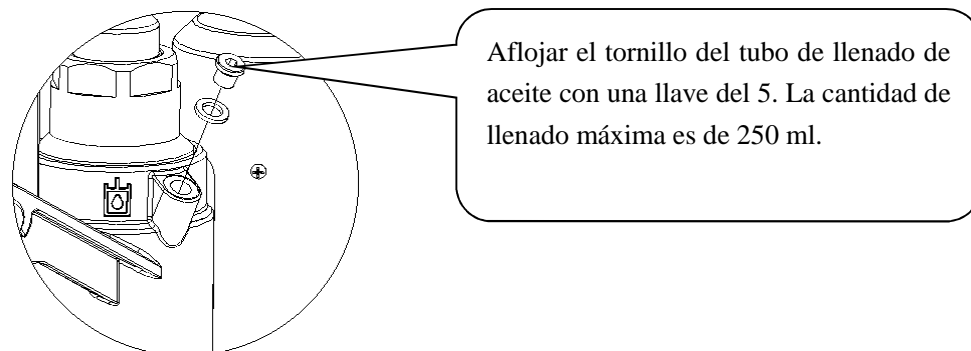 Aflojar el tornillo del tubo de llenado de
aceite con una llave del 5. La cantidad de
llenado máxima es de 250 ml.